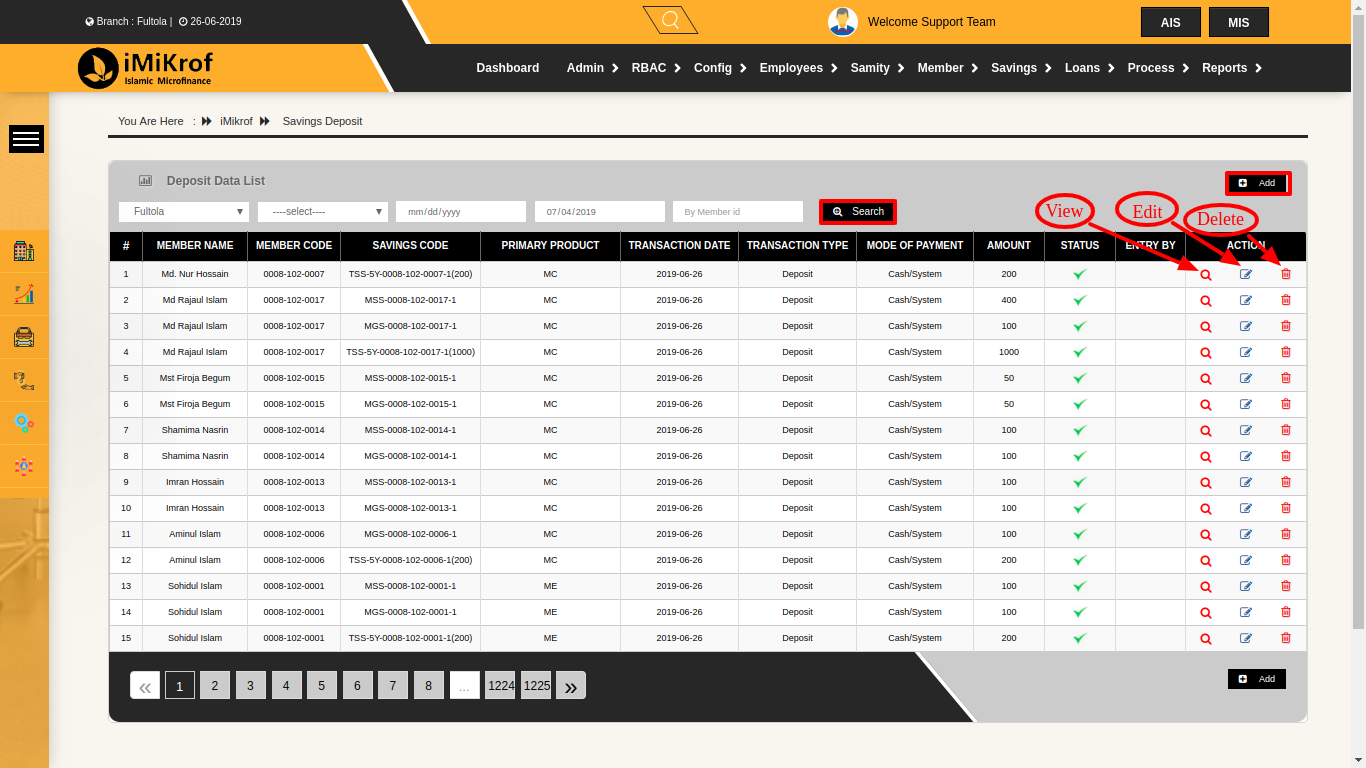 Branch : Fultola | 26-06-2019
Welcome Support Team
AIS MIS
iMiKrof
Islamic Microfinance
Dashboard Admin RBAC Config Employees Samity Member Savings Loans Process Reports
You Are Here : iMikrof Savings Deposit
Deposit Data List
Add
Fultola ----select---- mm/dd/yyyy 07/04/2019 By Member id Search
View Edit Delete
# MEMBER NAME MEMBER CODE SAVINGS CODE PRIMARY PRODUCT TRANSACTION DATE TRANSACTION TYPE MODE OF PAYMENT AMOUNT STATUS ENTRY BY ACTION
1 Md. Nur Hossain 0008-102-0007 TSS-5Y-0008-102-0007-1(200) MC 2019-06-26 Deposit Cash/System 200
2 Md Rajaul Islam 0008-102-0017 MSS-0008-102-0017-1 MC 2019-06-26 Deposit Cash/System 400
3 Md Rajaul Islam 0008-102-0017 MGS-0008-102-0017-1 MC 2019-06-26 Deposit Cash/System 100
4 Md Rajaul Islam 0008-102-0017 TSS-5Y-0008-102-0017-1(1000) MC 2019-06-26 Deposit Cash/System 1000
5 Mst Firoja Begum 0008-102-0015 MSS-0008-102-0015-1 MC 2019-06-26 Deposit Cash/System 50
6 Mst Firoja Begum 0008-102-0015 MGS-0008-102-0015-1 MC 2019-06-26 Deposit Cash/System 50
7 Shamima Nasrin 0008-102-0014 MSS-0008-102-0014-1 MC 2019-06-26 Deposit Cash/System 100
8 Shamima Nasrin 0008-102-0014 MGS-0008-102-0014-1 MC 2019-06-26 Deposit Cash/System 100
9 Imran Hossain 0008-102-0013 MSS-0008-102-0013-1 MC 2019-06-26 Deposit Cash/System 100
10 Imran Hossain 0008-102-0013 MGS-0008-102-0013-1 MC 2019-06-26 Deposit Cash/System 100
11 Aminul Islam 0008-102-0006 MGS-0008-102-0006-1 MC 2019-06-26 Deposit Cash/System 100
12 Aminul Islam 0008-102-0006 TSS-5Y-0008-102-0006-1(200) MC 2019-06-26 Deposit Cash/System 200
13 Sohidul Islam 0008-102-0001 MSS-0008-102-0001-1 ME 2019-06-26 Deposit Cash/System 100
14 Sohidul Islam 0008-102-0001 MGS-0008-102-0001-1 ME 2019-06-26 Deposit Cash/System 100
15 Sohidul Islam 0008-102-0001 TSS-5Y-0008-102-0001-1(200) ME 2019-06-26 Deposit Cash/System 200
« 1 2 3 4 5 6 7 8 ... 1224 1225 »
Add